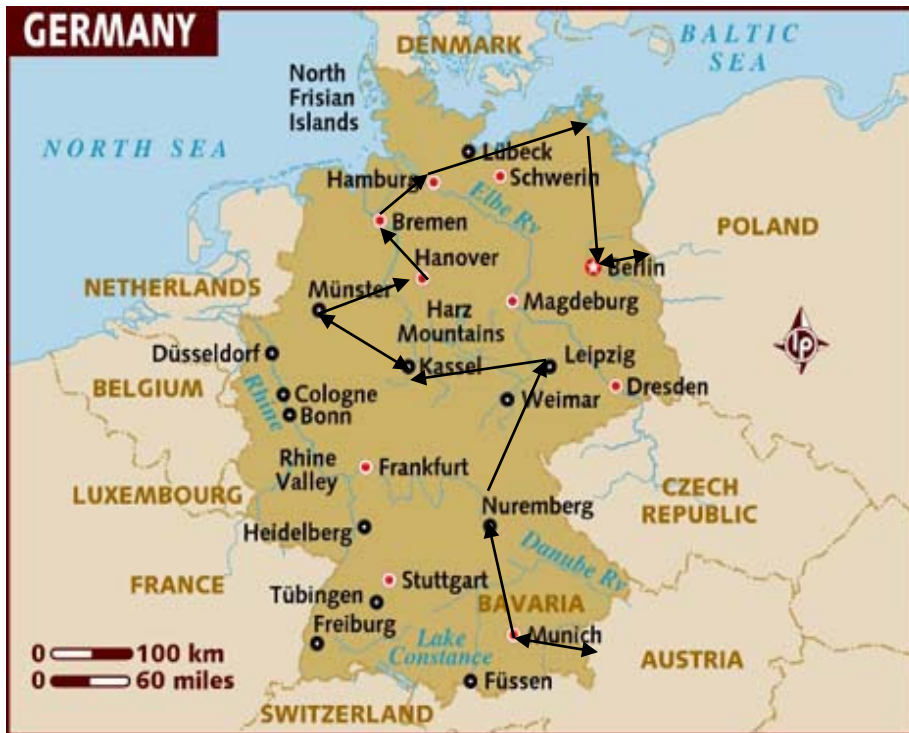 GERMANY
DENMARK
BALTIC
SEA
North
Frisian
Islands
NORTH SEA
Lübeck
Hamburg
Schwerin
Elbe Rv
Bremen
POLAND
Hanover
Berlin
NETHERLANDS
Münster
Harz
Mountains
Magdeburg
Düsseldorf
Kassel
Leipzig
BELGIUM
Rhine
Cologne
Bonn
Weimar
Dresden
Rhine
Valley
Frankfurt
LUXEMBOURG
CZECH
REPUBLIC
Nuremberg
Heidelberg
Danube Rv
FRANCE
Stuttgart
Tübingen
BAVARIA
Freiburg
Munich
Lake
Constance
AUSTRIA
0 100 km
0 60 miles
Füssen
SWITZERLAND
lp